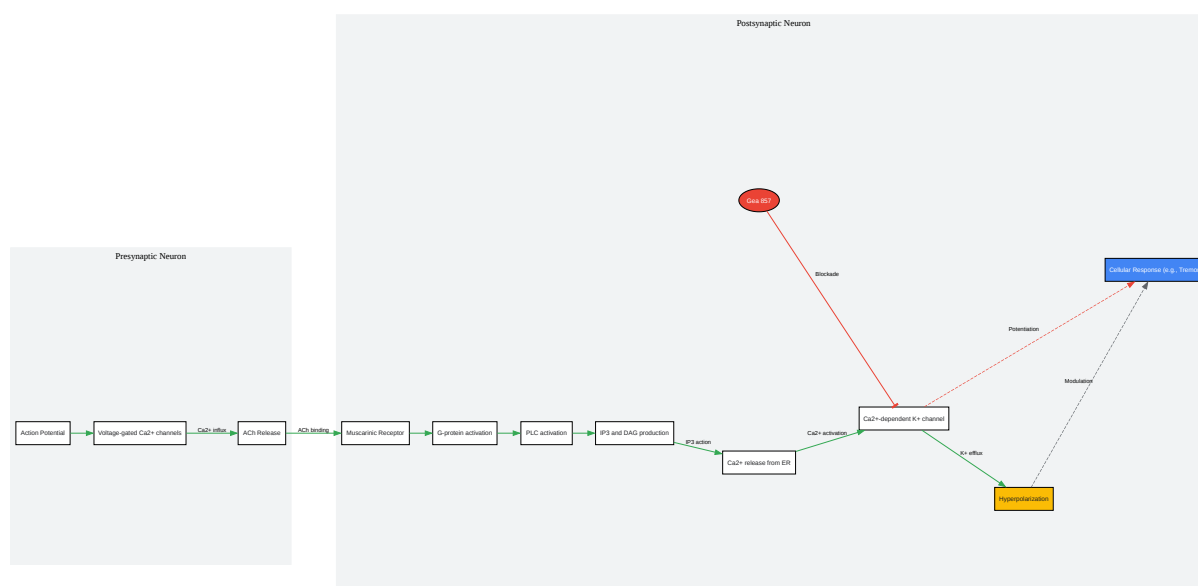 Postsynaptic Neuron
Gea 857
Blockade
Presynaptic Neuron
Cellular Response (e.g., Tremor
Potentiation
Modulation
Action Potential
Voltage-gated Ca2+ channels
Ca2+ influx
ACh Release
ACh binding
Muscarinic Receptor
G-protein activation
PLC activation
IP3 and DAG production
IP3 action
Ca2+ release from ER
Ca2+ activation
Ca2+-dependent K+ channel
K+ efflux
Hyperpolarization